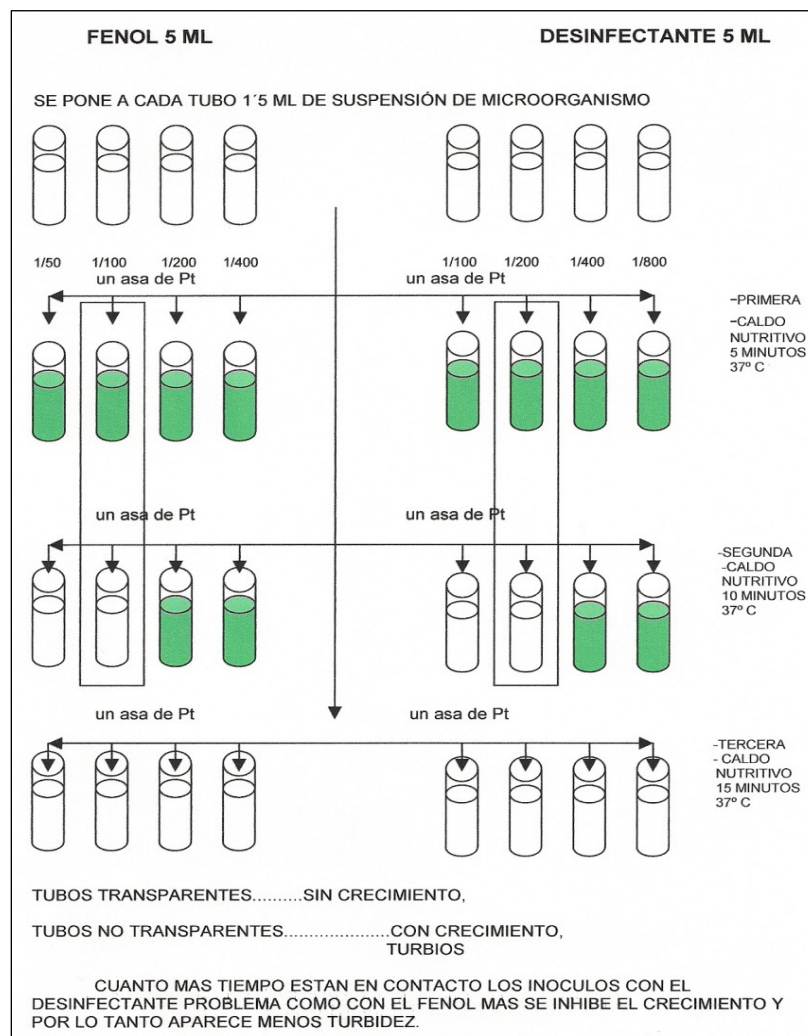 FENOL 5 ML DESINFECTANTE 5 ML
SE PONE A CADA TUBO 1´5 ML DE SUSPENSIÓN DE MICROORGANISMO
1/50 1/100 1/200 1/400 1/100 1/200 1/400 1/800
un asa de Pt un asa de Pt
-PRIMERA
-CALDO
NUTRITIVO
5 MINUTOS
37º C
un asa de Pt un asa de Pt
-SEGUNDA
-CALDO
NUTRITIVO
10 MINUTOS
37º C
un asa de Pt un asa de Pt
-TERCERA
- CALDO
NUTRITIVO
15 MINUTOS
37º C
TUBOS TRANSPARENTES..........SIN CRECIMIENTO,
TUBOS NO TRANSPARENTES.....................CON CRECIMIENTO,
TURBIOS
CUANTO MAS TIEMPO ESTAN EN CONTACTO LOS INOCULOS CON EL
DESINFECTANTE PROBLEMA COMO CON EL FENOL MAS SE INHIBE EL CRECIMIENTO Y
POR LO TANTO APARECE MENOS TURBIDEZ.